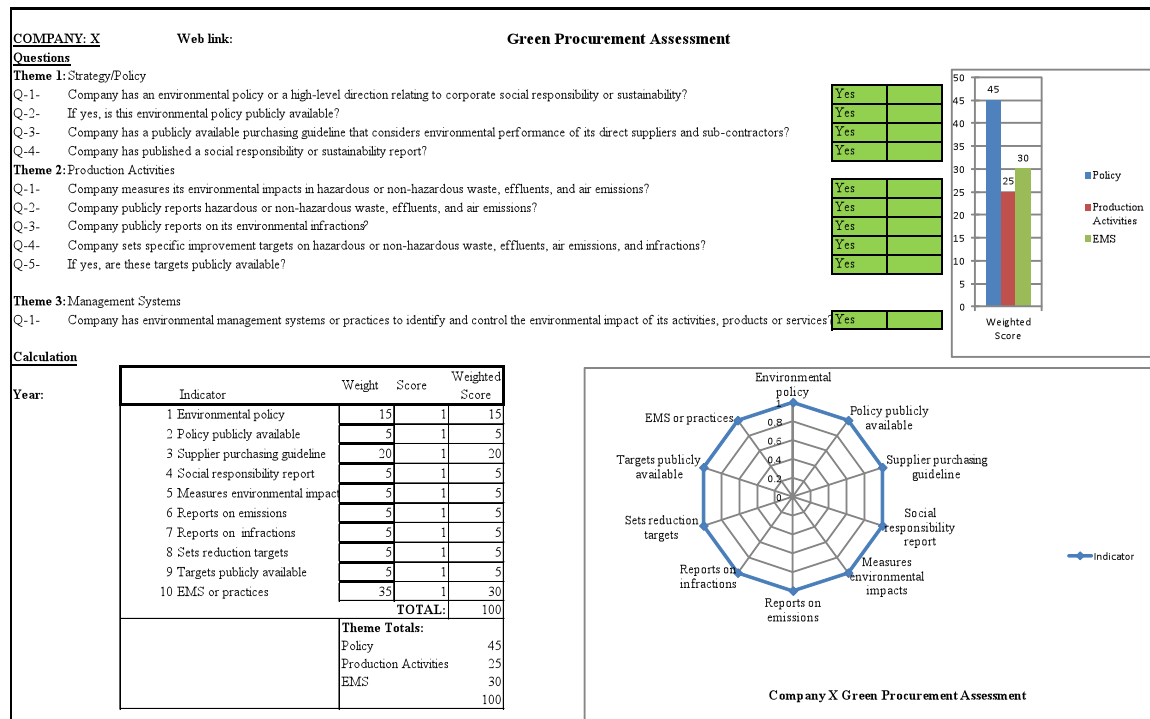 COMPANY: X Web link: Green Procurement Assessment
Questions
Theme 1: Strategy/Policy
Q-1- Company has an environmental policy or a high-level direction relating to corporate social responsibility or sustainability? Yes
Q-2- If yes, is this environmental policy publicly available? Yes
Q-3- Company has a publicly available purchasing guideline that considers environmental performance of its direct suppliers and sub-contractors? Yes
Q-4- Company has published a social responsibility or sustainability report? Yes
Theme 2: Production Activities
Q-1- Company measures its environmental impacts in hazardous or non-hazardous waste, effluents, and air emissions? Yes
Q-2- Company publicly reports hazardous or non-hazardous waste, effluents, and air emissions? Yes
Q-3- Company publicly reports on its environmental infractions? Yes
Q-4- Company sets specific improvement targets on hazardous or non-hazardous waste, effluents, air emissions, and infractions? Yes
Q-5- If yes, are these targets publicly available? Yes
Theme 3: Management Systems
Q-1- Company has environmental management systems or practices to identify and control the environmental impact of its activities, products or services? Yes
50
45
40
35
30
25
20
15
10
5
0
45
25
30
Weighted
Score
Policy
Production
Activities
EMS
Calculation
Year:
Indicator Weight Score Weighted
Score
1 Environmental policy 15 1 15
2 Policy publicly available 5 1 5
3 Supplier purchasing guideline 20 1 20
4 Social responsibility report 5 1 5
5 Measures environmental impact 5 1 5
6 Reports on emissions 5 1 5
7 Reports on infractions 5 1 5
8 Sets reduction targets 5 1 5
9 Targets publicly available 5 1 5
10 EMS or practices 35 1 30
TOTAL: 100
Theme Totals:
Policy 45
Production Activities 25
EMS 30
100
Environmental
policy
Policy publicly
available
Supplier purchasing
guideline
Social
responsibility
report
Measures
environmental
impacts
Reports on
emissions
Reports on
infractions
Sets reduction
targets
Targets publicly
available
EMS or practices
1
0.8
0.6
0.4
0.2
0
Indicator
Company X Green Procurement Assessment